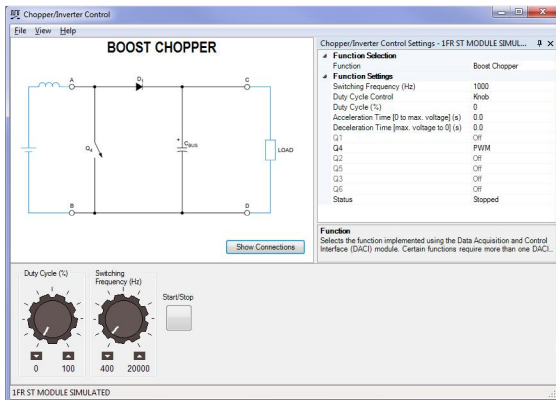 Chopper/Inverter Control
File View Help
BOOST CHOPPER
A
D1
C
Q4
+
CBUS
LOAD
B
D
Show Connections
Chopper/Inverter Control Settings - 1FR ST MODULE SIMUL...
Function Selection
Function Boost Chopper
Function Settings
Switching Frequency (Hz) 1000
Duty Cycle Control Knob
Duty Cycle (%) 0
Acceleration Time [0 to max. voltage] (s) 0.0
Deceleration Time [max. voltage to 0] (s) 0.0
Q1 Off
Q4 PWM
Q2 Off
Q5 Off
Q3 Off
Q6 Off
Status Stopped
Function
Selects the function implemented using the Data Acquisition and Control
Interface (DACI) module. Certain functions require more than one DACI...
Duty Cycle (%)
0 100
Switching
Frequency (Hz)
400 20000
Start/Stop
1FR ST MODULE SIMULATED